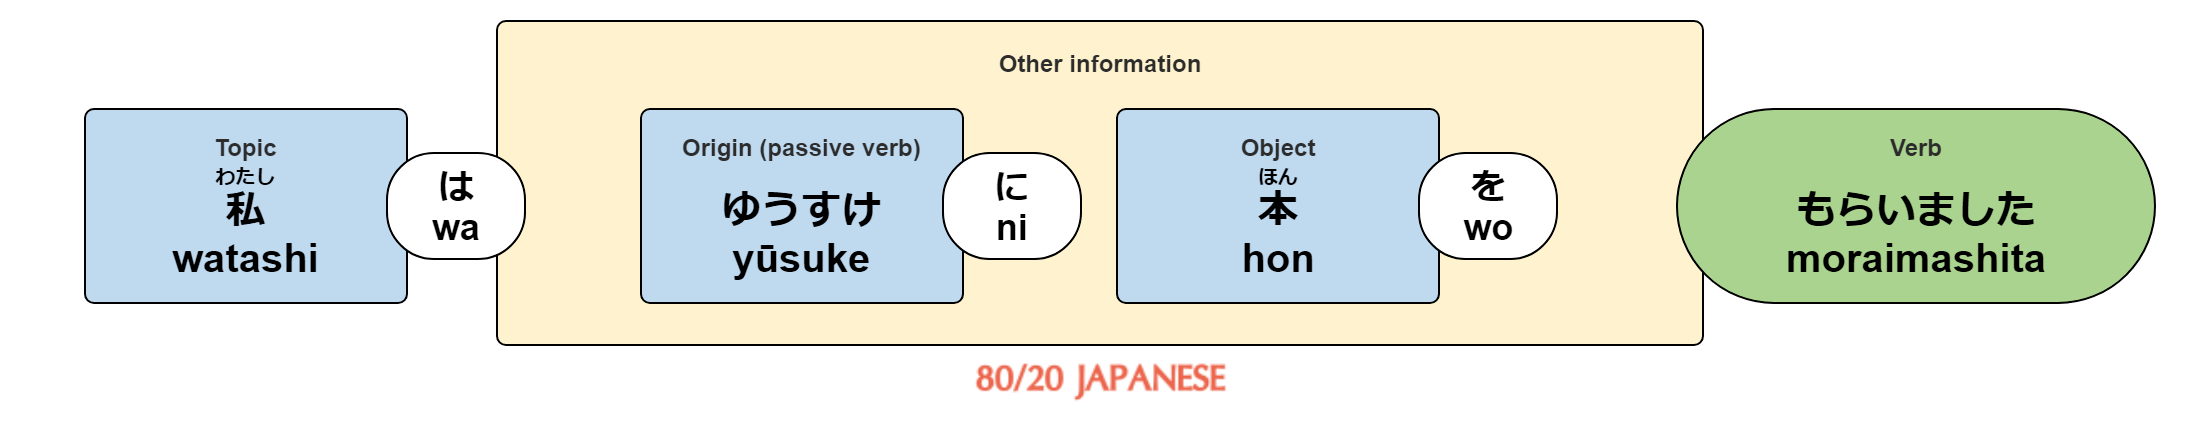 Other information
Topic
わたし
私
watashi
は
wa
Origin (passive verb)
ゆうすけ
yūsuke
に
ni
Object
ほん
本
hon
を
wo
Verb
もらいました
moraimashita
80/20 JAPANESE